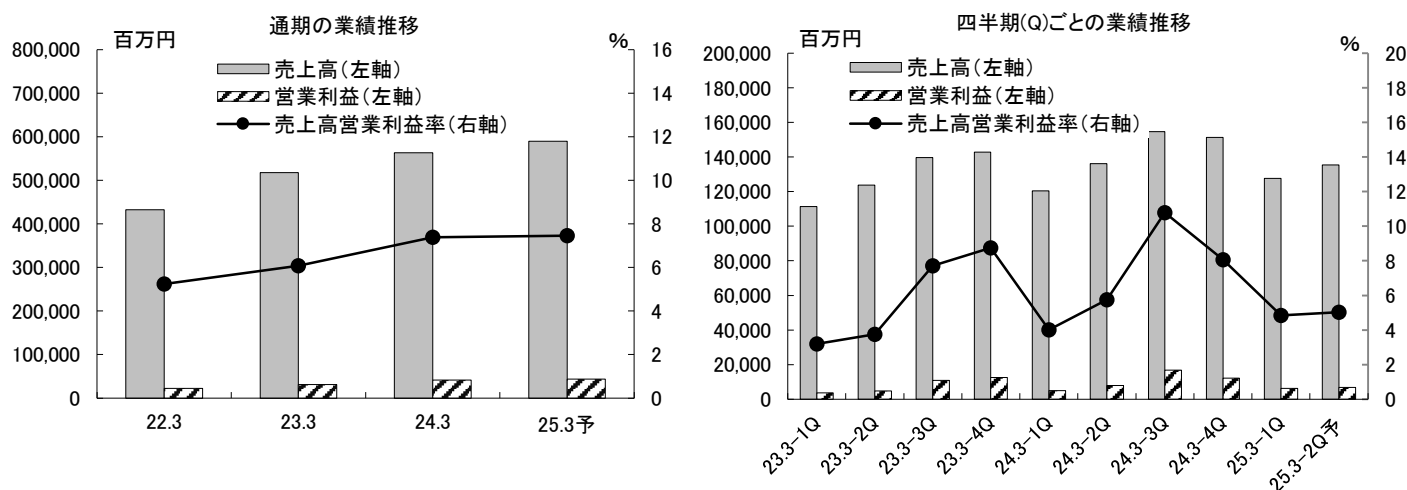 通期の業績推移
百万円
%
800,000
700,000
600,000
500,000
400,000
300,000
200,000
100,000
0
16
14
12
10
8
6
4
2
0
売上高(左軸)
営業利益(左軸)
売上高営業利益率(右軸)
22.3
23.3
24.3
25.3予
四半期(Q)ごとの業績推移
百万円
%
200,000
180,000
160,000
140,000
120,000
100,000
80,000
60,000
40,000
20,000
0
20
18
16
14
12
10
8
6
4
2
0
売上高(左軸)
営業利益(左軸)
売上高営業利益率(右軸)
23.3-1Q
23.3-2Q
23.3-3Q
23.3-4Q
24.3-1Q
24.3-2Q
24.3-3Q
24.3-4Q
25.3-1Q
25.3-2Q予